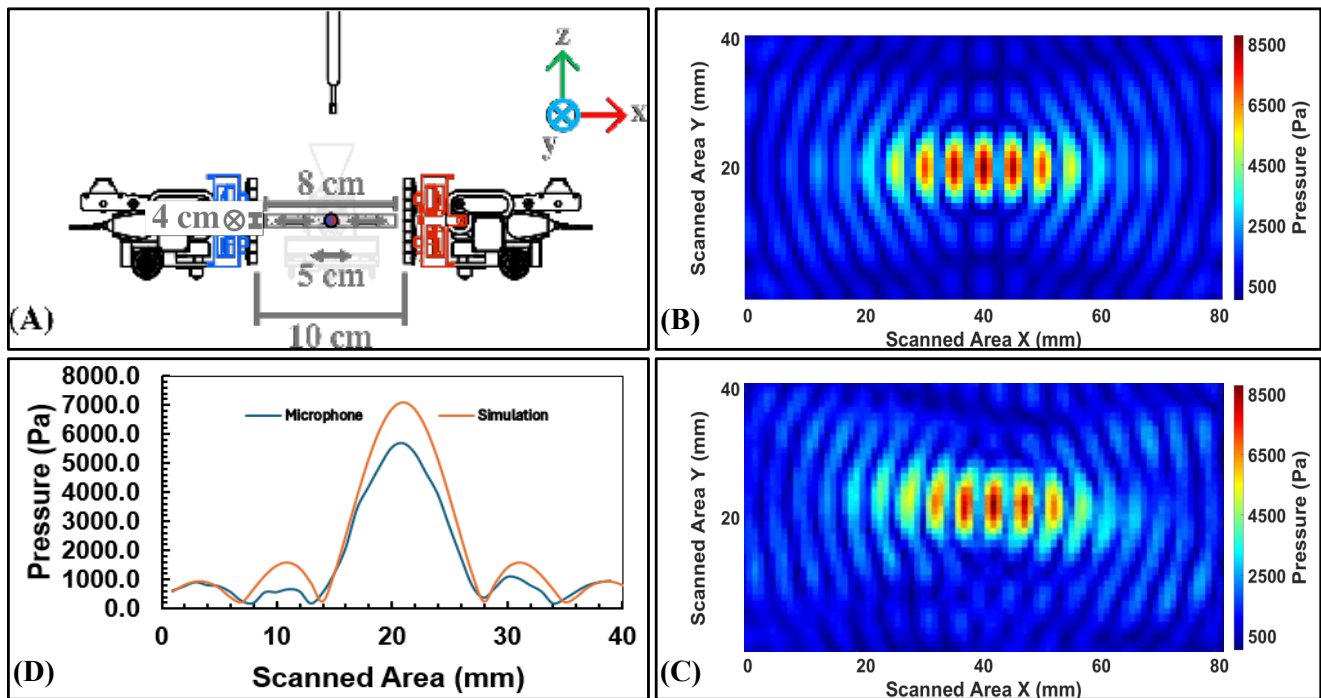 z
x
y
8 cm
4 cm
5 cm
10 cm
(A)
40
20
0
20
40
60
80
Scanned Area Y (mm)
Scanned Area X (mm)
8500
6500
4500
2500
500
Pressure (Pa)
(B)
8000.0
7000.0
6000.0
5000.0
4000.0
3000.0
2000.0
1000.0
0.0
Pressure (Pa)
Microphone
Simulation
0
10
20
30
40
Scanned Area (mm)
(D)
40
20
0
20
40
60
80
Scanned Area Y (mm)
Scanned Area X (mm)
8500
6500
4500
2500
500
Pressure (Pa)
(C)